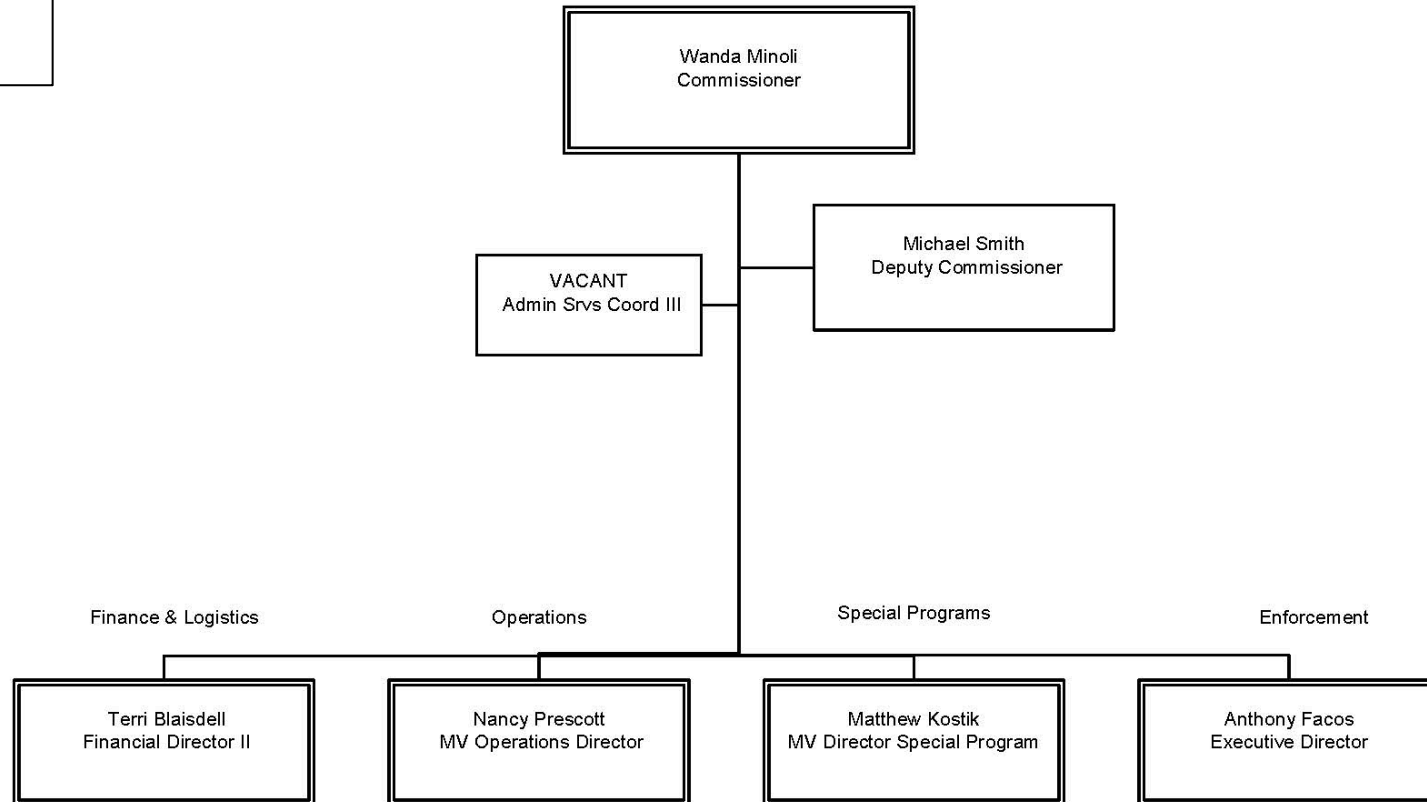 Wanda Minoli
Commissioner
Michael Smith
Deputy Commissioner
VACANT
Admin Srvs Coord III
Finance & Logistics
Operations
Special Programs
Enforcement
Terri Blaisdell
Financial Director II
Nancy Prescott
MV Operations Director
Matthew Kostik
MV Director Special Program
Anthony Facos
Executive Director